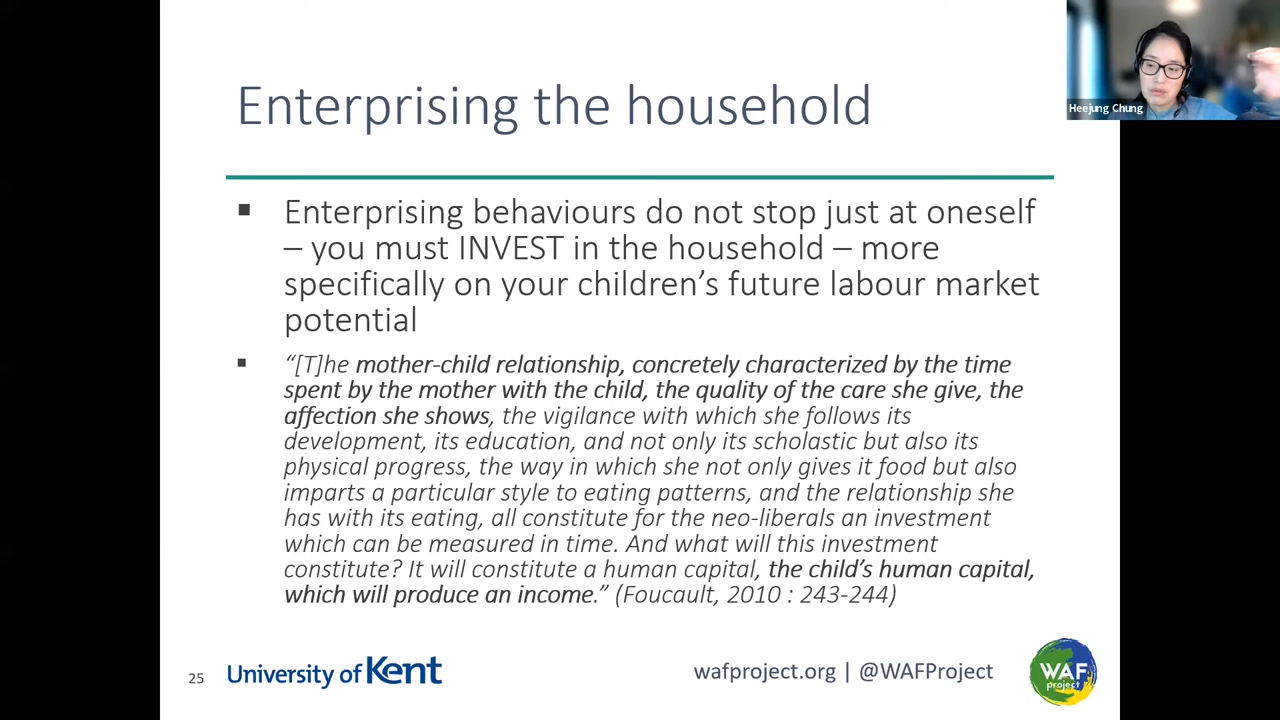 Enterprising the household
Heejung Chung
▪ Enterprising behaviours do not stop just at oneself
– you must INVEST in the household – more
specifically on your children’s future labour market
potential
▪ “[T]he mother-child relationship, concretely characterized by the time
spent by the mother with the child, the quality of the care she give, the
affection she shows, the vigilance with which she follows its
development, its education, and not only its scholastic but also its
physical progress, the way in which she not only gives it food but also
imparts a particular style to eating patterns, and the relationship she
has with its eating, all constitute for the neo-liberals an investment
which can be measured in time. And what will this investment
constitute? It will constitute a human capital, the child’s human capital,
which will produce an income.” (Foucault, 2010 : 243-244)
25
University of Kent
wafproject.org | @WAFProject
WAF
project